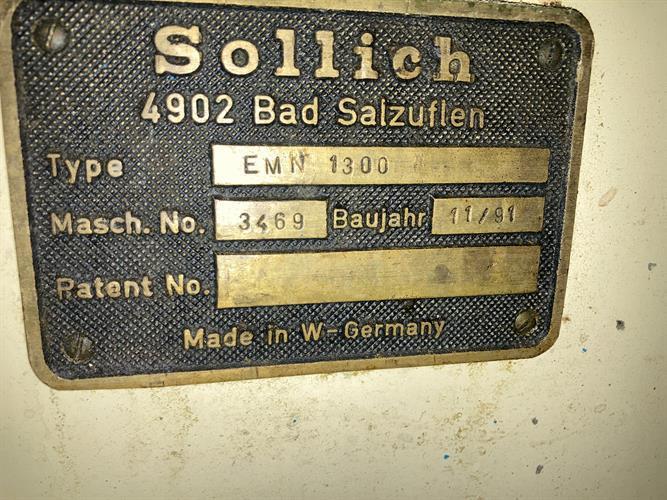 Sollich
4902 Bad Salzuflen
Type EMN 1300
Masch. No. 3469 Baujahr 11/91
Patent No.
Made in W-Germany